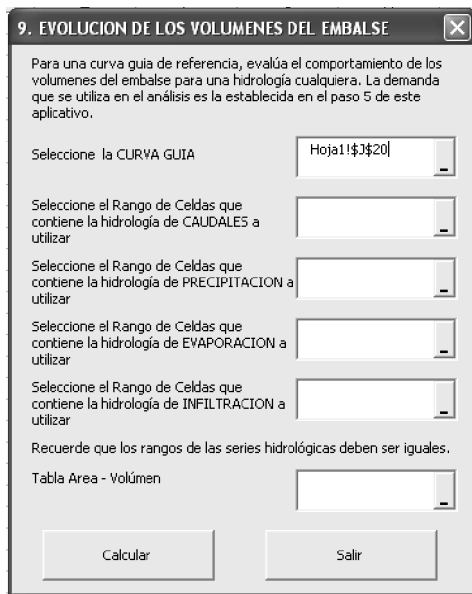 9. EVOLUCION DE LOS VOLUMENES DEL EMBALSE
Para una curva guia de referencia, evalúa el comportamiento de los
volumenes del embalse para una hidrología cualquiera. La demanda
que se utiliza en el análisis es la establecida en el paso 5 de este
aplicativo.
Seleccione la CURVA GUIA
Hoja1!$J$20
Seleccione el Rango de Celdas que
contiene la hidrología de CAUDALES a
utilizar
Seleccione el Rango de Celdas que
contiene la hidrología de PRECIPITACION a
utilizar
Seleccione el Rango de Celdas que
contiene la hidrología de EVAPORACION a
utilizar
Seleccione el Rango de Celdas que
contiene la hidrología de INFILTRACION a
utilizar
Recuerde que los rangos de las series hidrológicas deben ser iguales.
Tabla Area - Volúmen
Calcular
Salir